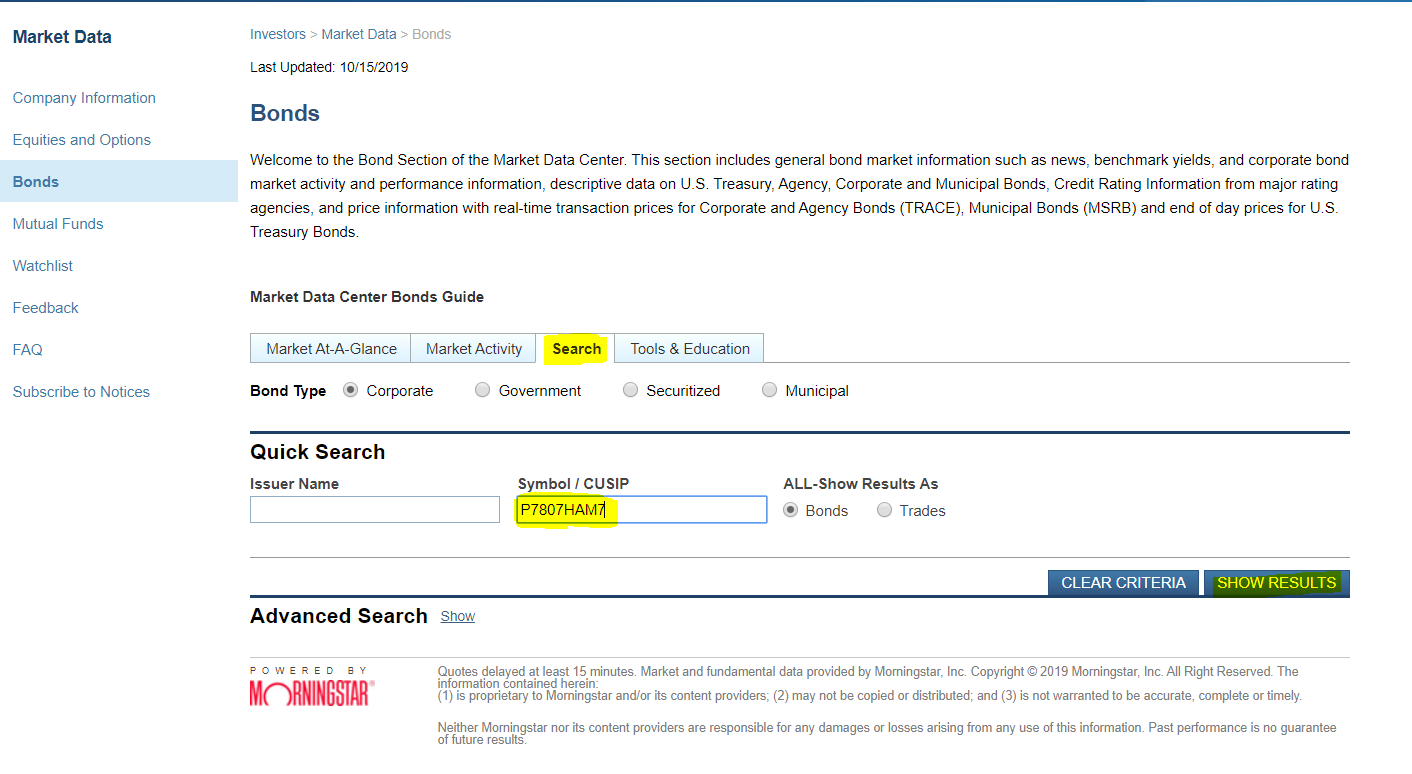 Market Data
Company Information
Equities and Options
Bonds
Mutual Funds
Watchlist
Feedback
FAQ
Subscribe to Notices
Investors > Market Data > Bonds
Last Updated: 10/15/2019
Bonds
Welcome to the Bond Section of the Market Data Center. This section includes general bond market information such as news, benchmark yields, and corporate bond
market activity and performance information, descriptive data on U.S. Treasury, Agency, Corporate and Municipal Bonds, Credit Rating Information from major rating
agencies, and price information with real-time transaction prices for Corporate and Agency Bonds (TRACE), Municipal Bonds (MSRB) and end of day prices for U.S.
Treasury Bonds.
Market Data Center Bonds Guide
Market At-A-Glance Market Activity Search Tools & Education
Bond Type Corporate Government Securitized Municipal
Quick Search
Issuer Name Symbol / CUSIP ALL-Show Results As
P7807HAM7 Bonds Trades
CLEAR CRITERIA SHOW RESULTS
Advanced Search Show
POWERED BY
MORNINGSTAR®
Quotes delayed at least 15 minutes. Market and fundamental data provided by Morningstar, Inc. Copyright © 2019 Morningstar, Inc. All Right Reserved. The
information contained herein:
(1) is proprietary to Morningstar and/or its content providers; (2) may not be copied or distributed; and (3) is not warranted to be accurate, complete or timely.
Neither Morningstar nor its content providers are responsible for any damages or losses arising from any use of this information. Past performance is no guarantee
of future results.